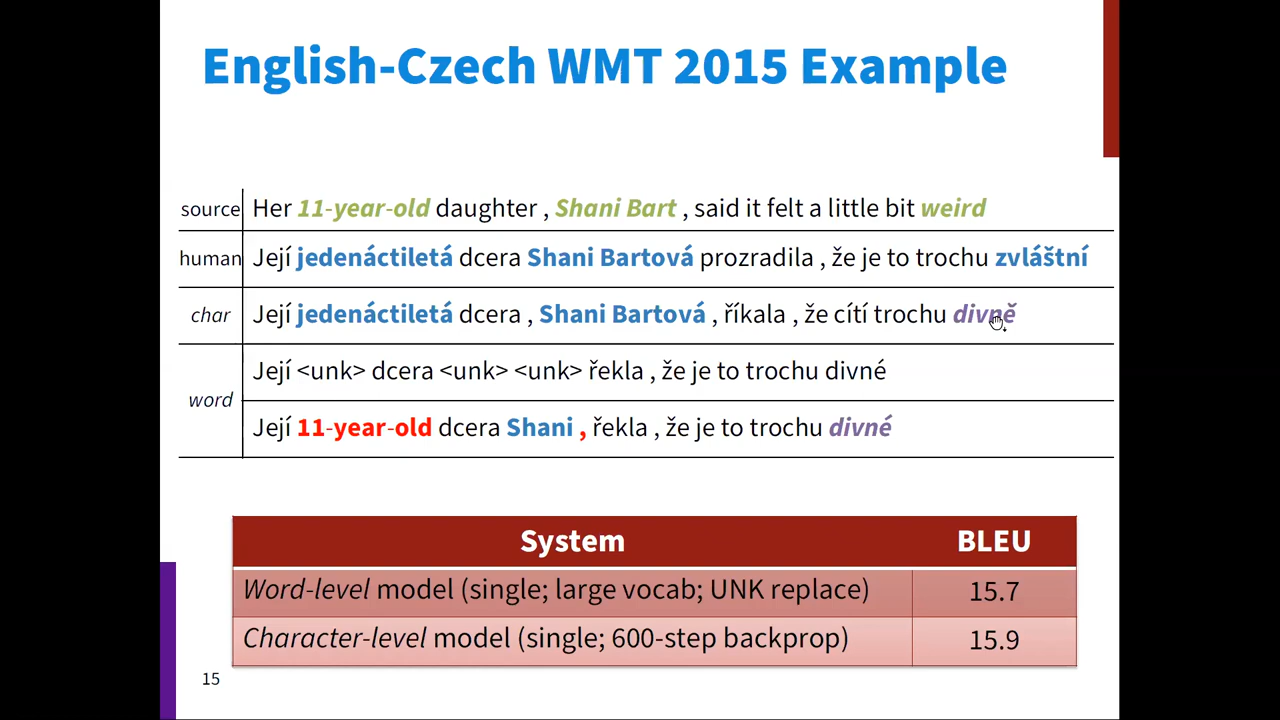 English-Czech WMT 2015 Example
source Her 11-year-old daughter , Shani Bart , said it felt a little bit weird
human Její jedenáctiletá dcera Shani Bartová prozradila , že je to trochu zvláštní
char Její jedenáctiletá dcera , Shani Bartová , říkala , že cítí trochu divně
Její <unk> dcera <unk> <unk> řekla , že je to trochu divné
word
Její 11-year-old dcera Shani , řekla , že je to trochu divné
System BLEU
Word-level model (single; large vocab; UNK replace) 15.7
Character-level model (single; 600-step backprop) 15.9
15